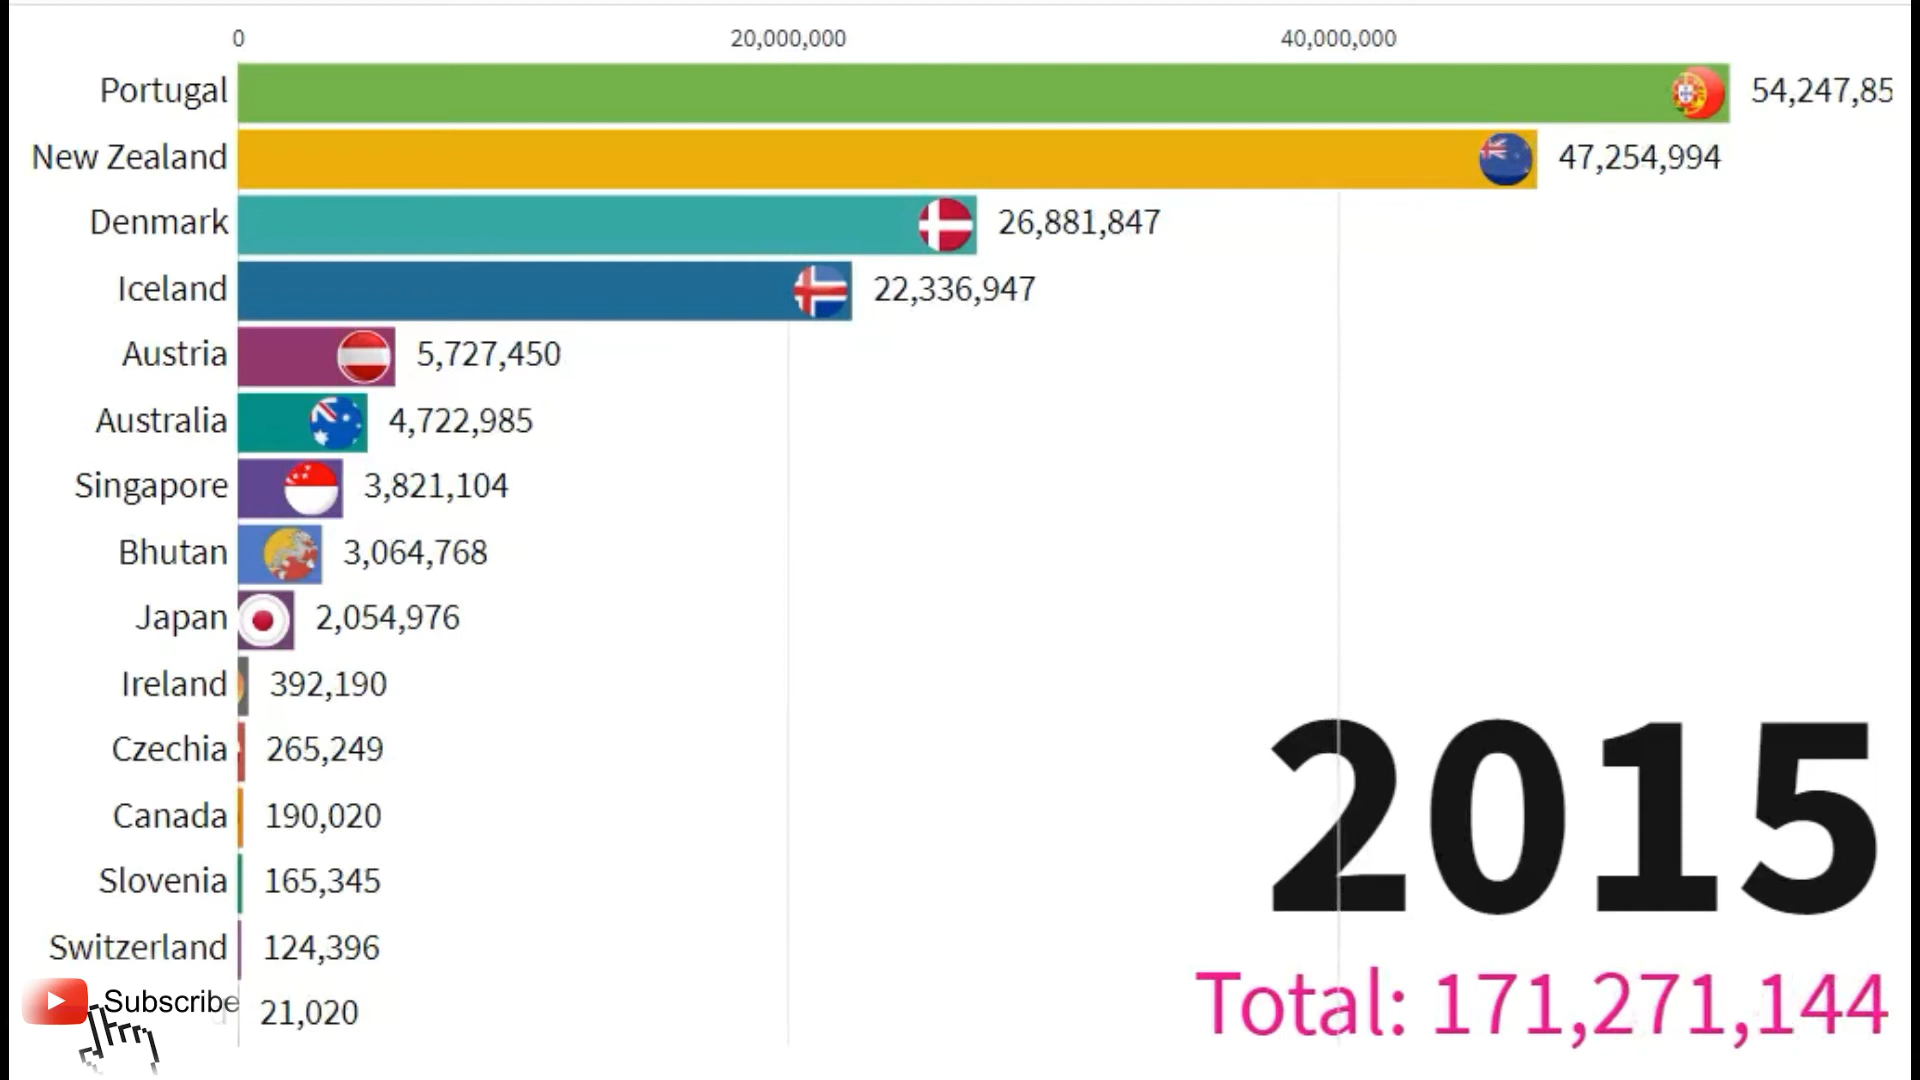 0 20,000,000 40,000,000
Portugal 54,247,85
New Zealand 47,254,994
Denmark 26,881,847
Iceland 22,336,947
Austria 5,727,450
Australia 4,722,985
Singapore 3,821,104
Bhutan 3,064,768
Japan 2,054,976
Ireland 392,190
Czechia 265,249
Canada 190,020
Slovenia 165,345
Switzerland 124,396
Subscribe 21,020
2015
Total: 171,271,144